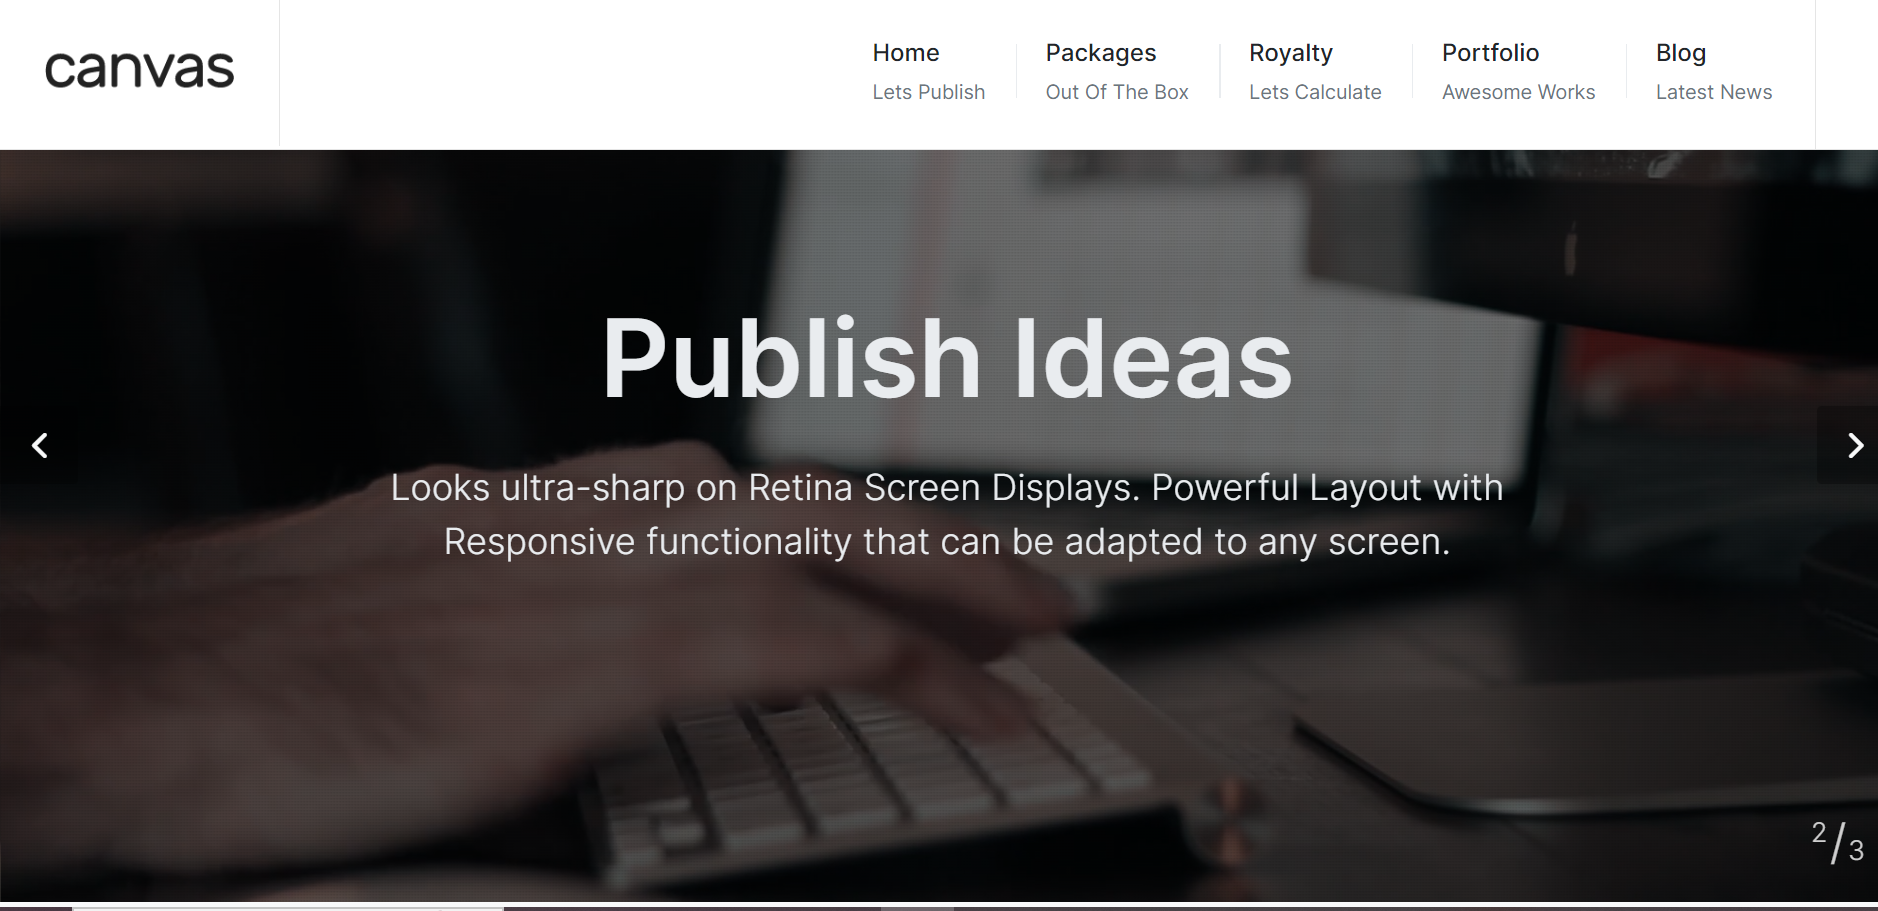 canvas
Home
Lets Publish
Packages
Out Of The Box
Royalty
Lets Calculate
Portfolio
Awesome Works
Blog
Latest News
Publish Ideas
Looks ultra-sharp on Retina Screen Displays. Powerful Layout with
Responsive functionality that can be adapted to any screen.
2/3